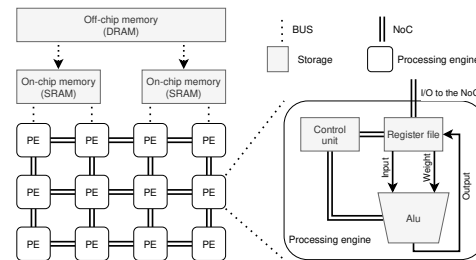 Off-chip memory
(DRAM)
On-chip memory
(SRAM)
On-chip memory
(SRAM)
PE PE PE PE
PE PE PE PE
PE PE PE PE
BUS
NoC
Storage
Processing engine
I/O to the NoC
Control
unit
Register file
Input
Weight
Output
Alu
Processing engine